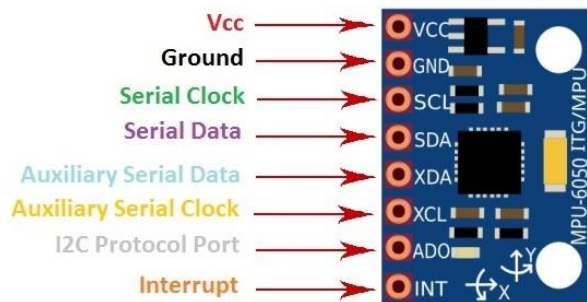 Vcc VCC
Ground GND
Serial Clock SCL
Serial Data SDA
Auxiliary Serial Data XDA
Auxiliary Serial Clock XCL
I2C Protocol Port ADO
Interrupt INT
MPU-6050 ITG/MPU
Y
X